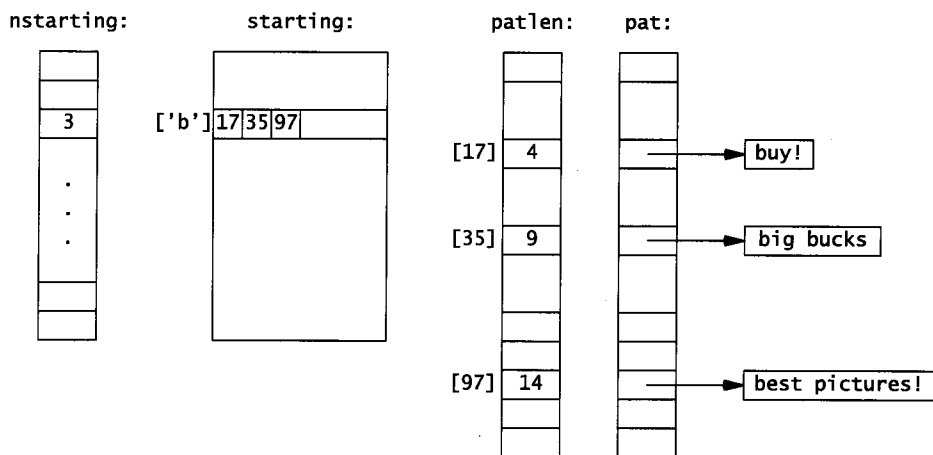 nstarting: starting: patlen: pat:
3 ['b'] 17 35 97
[17] 4 buy!
[35] 9 big bucks
[97] 14 best pictures!